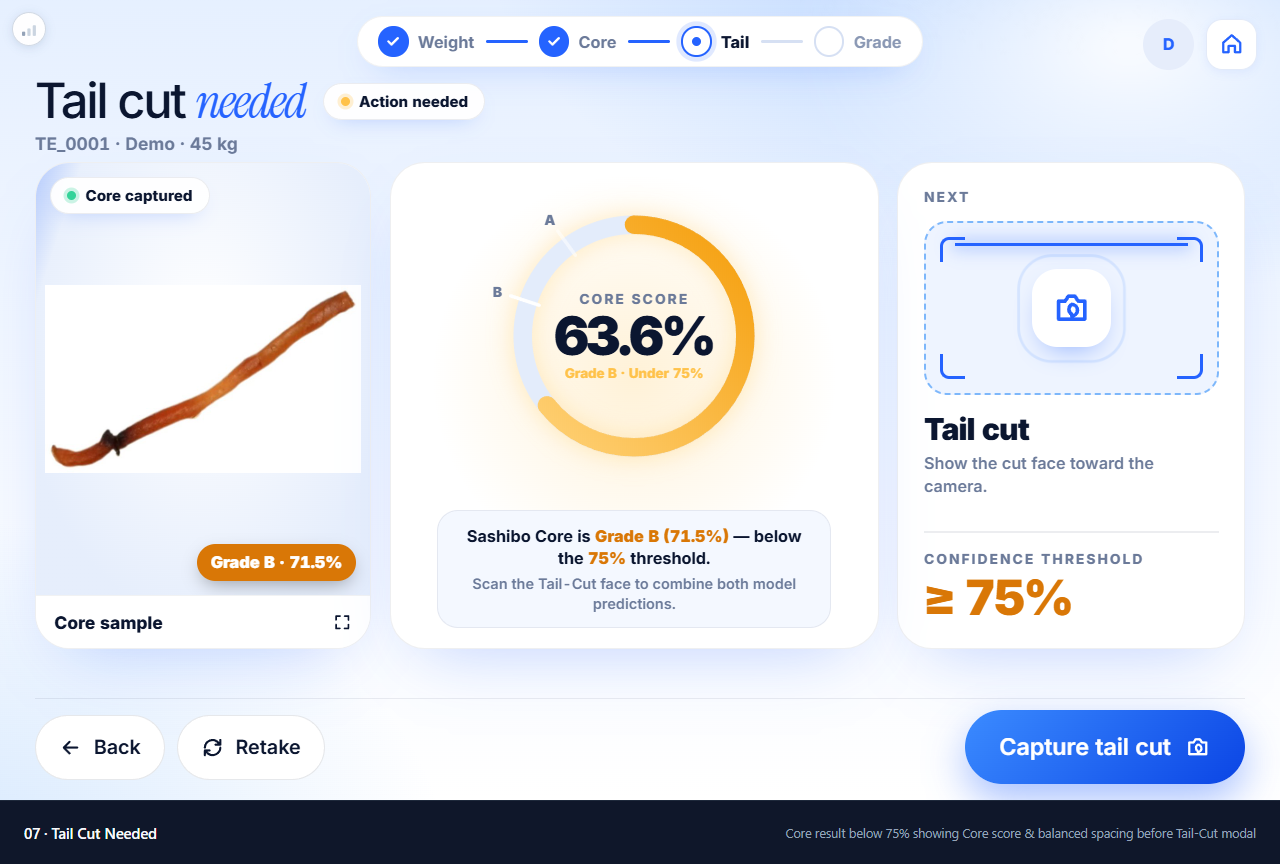 Weight
Core
Tail
Grade
D
Tail cut needed
Action needed
TE_0001 · Demo · 45 kg
Core captured
Grade B · 71.5%
Core sample
A
B
CORE SCORE
63.6%
Grade B · Under 75%
Sashibo Core is Grade B (71.5%) — below
the 75% threshold.
Scan the Tail-Cut face to combine both model
predictions.
NEXT
Tail cut
Show the cut face toward the
camera.
CONFIDENCE THRESHOLD
≥ 75%
Back
Retake
Capture tail cut
07 · Tail Cut Needed
Core result below 75% showing Core score & balanced spacing before Tail-Cut modal